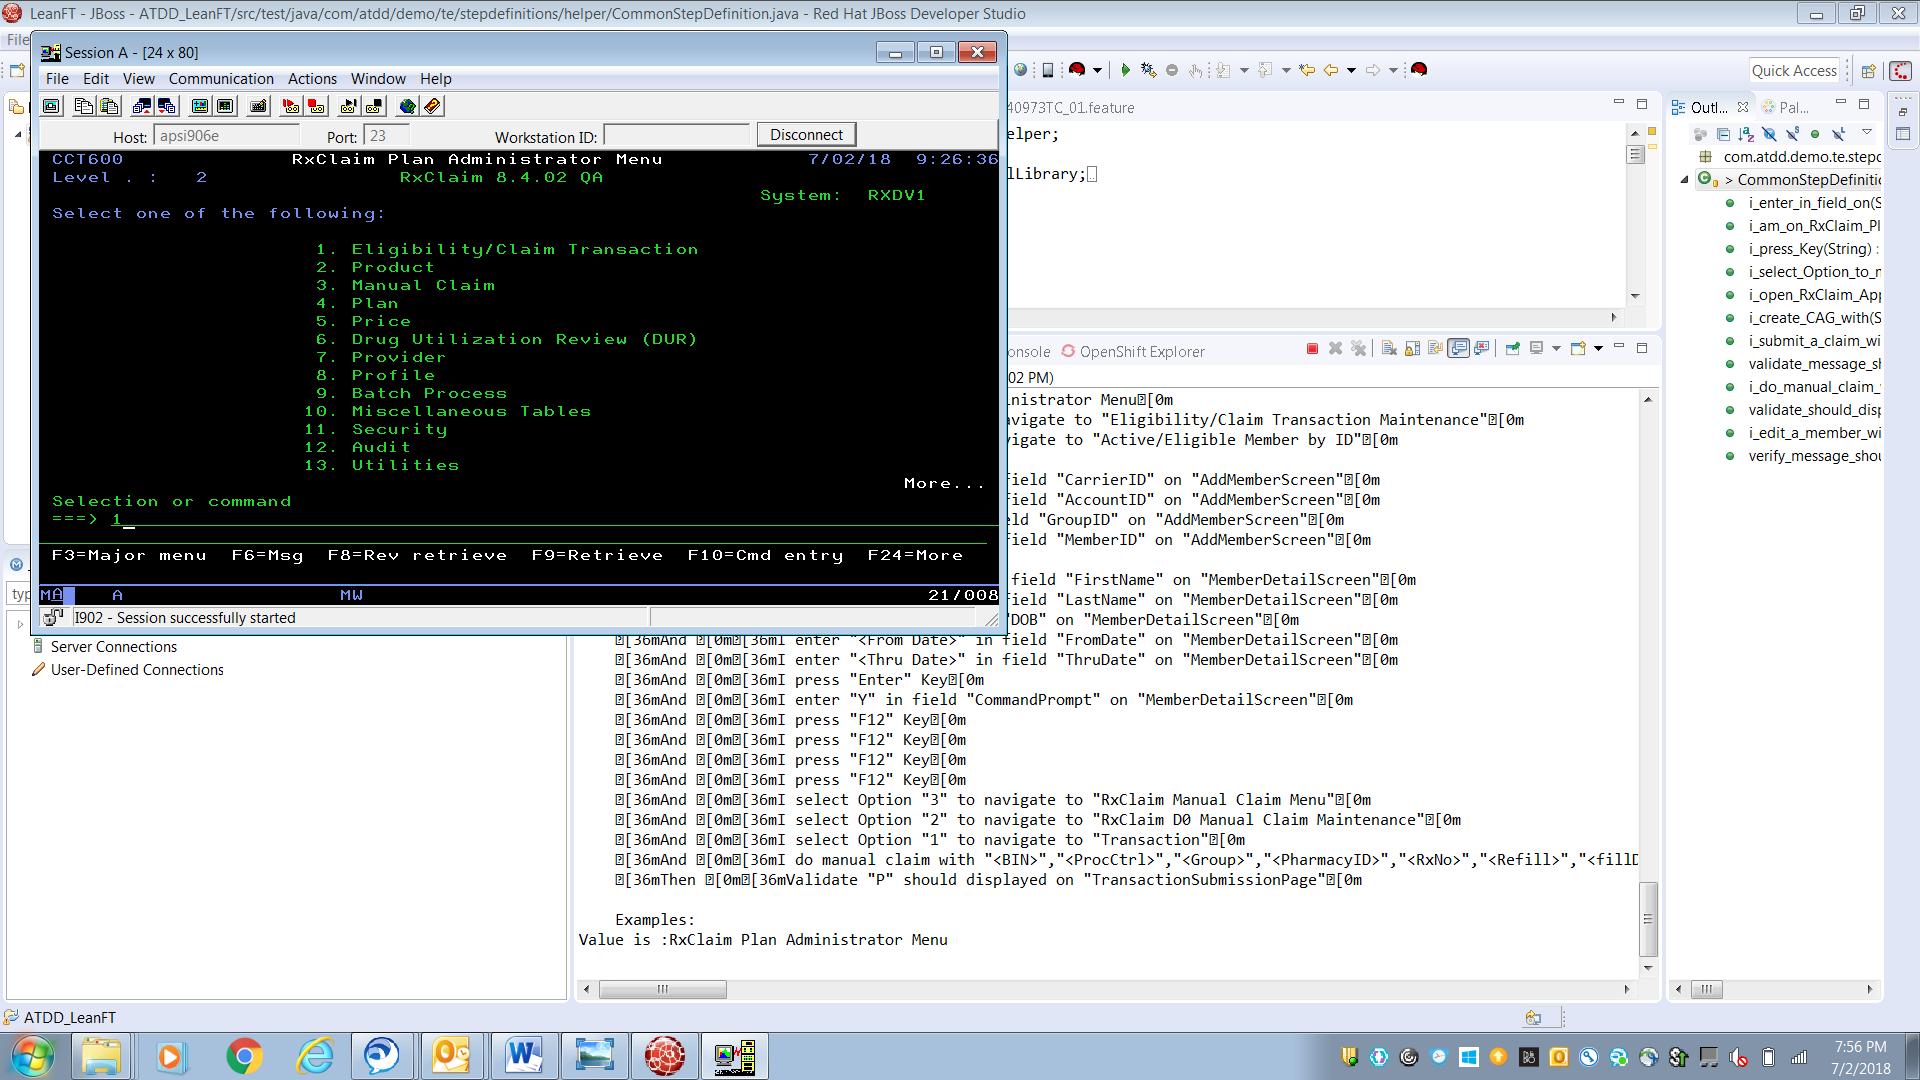 LeanFT - JBoss - ATDD_LeanFT/src/test/java/com/atdd/demo/te/stepdefinitions/helper/CommonStepDefinition.java - Red Hat JBoss Developer Studio
File
Session A - [24 x 80]
File Edit View Communication Actions Window Help
Host: apsi906e Port: 23 Workstation ID: Disconnect
CCT600 RxClaim Plan Administrator Menu 7/02/18 9:26:36
Level . : 2 RxClaim 8.4.02 QA
System: RXDV1
Select one of the following:
1. Eligibility/Claim Transaction
2. Product
3. Manual Claim
4. Plan
5. Price
6. Drug Utilization Review (DUR)
7. Provider
8. Profile
9. Batch Process
10. Miscellaneous Tables
11. Security
12. Audit
13. Utilities
More...
Selection or command
===> 1
F3=Major menu F6=Msg F8=Rev retrieve F9=Retrieve F10=Cmd entry F24=More
MA A MW 21/008
I902 - Session successfully started
Quick Access
40973TC_01.feature
elper;
lLibrary;
Outl... Pal...
com.atdd.demo.te.stepc
> CommonStepDefinitio
i_enter_in_field_on(S
i_am_on_RxClaim_Pl
i_press_Key(String) :
i_select_Option_to_n
i_open_RxClaim_App
i_create_CAG_with(S
i_submit_a_claim_wi
validate_message_sh
i_do_manual_claim_
validate_should_disp
i_edit_a_member_wi
verify_message_shou
onsole OpenShift Explorer
02 PM)
nistrator Menu[0m
avigate to "Eligibility/Claim Transaction Maintenance"[0m
vigate to "Active/Eligible Member by ID"[0m
field "CarrierID" on "AddMemberScreen"[0m
field "AccountID" on "AddMemberScreen"[0m
eld "GroupID" on "AddMemberScreen"[0m
field "MemberID" on "AddMemberScreen"[0m
field "FirstName" on "MemberDetailScreen"[0m
field "LastName" on "MemberDetailScreen"[0m
"DOB" on "MemberDetailScreen"[0m
[36mAnd [0m[36mI enter "<From Date>" in field "FromDate" on "MemberDetailScreen"[0m
[36mAnd [0m[36mI enter "<Thru Date>" in field "ThruDate" on "MemberDetailScreen"[0m
[36mAnd [0m[36mI press "Enter" Key[0m
[36mAnd [0m[36mI enter "Y" in field "CommandPrompt" on "MemberDetailScreen"[0m
[36mAnd [0m[36mI press "F12" Key[0m
[36mAnd [0m[36mI press "F12" Key[0m
[36mAnd [0m[36mI press "F12" Key[0m
[36mAnd [0m[36mI press "F12" Key[0m
[36mAnd [0m[36mI select Option "3" to navigate to "RxClaim Manual Claim Menu"[0m
[36mAnd [0m[36mI select Option "2" to navigate to "RxClaim D0 Manual Claim Maintenance"[0m
[36mAnd [0m[36mI select Option "1" to navigate to "Transaction"[0m
[36mAnd [0m[36mI do manual claim with "<BIN>","<ProcCtrl>","<Group>","<PharmacyID>","<RxNo>","<Refill>","<fillD
[36mThen [0m[36mValidate "P" should displayed on "TransactionSubmissionPage"[0m
Examples:
Value is :RxClaim Plan Administrator Menu
typ
Server Connections
User-Defined Connections
ATDD_LeanFT
7:56 PM
7/2/2018